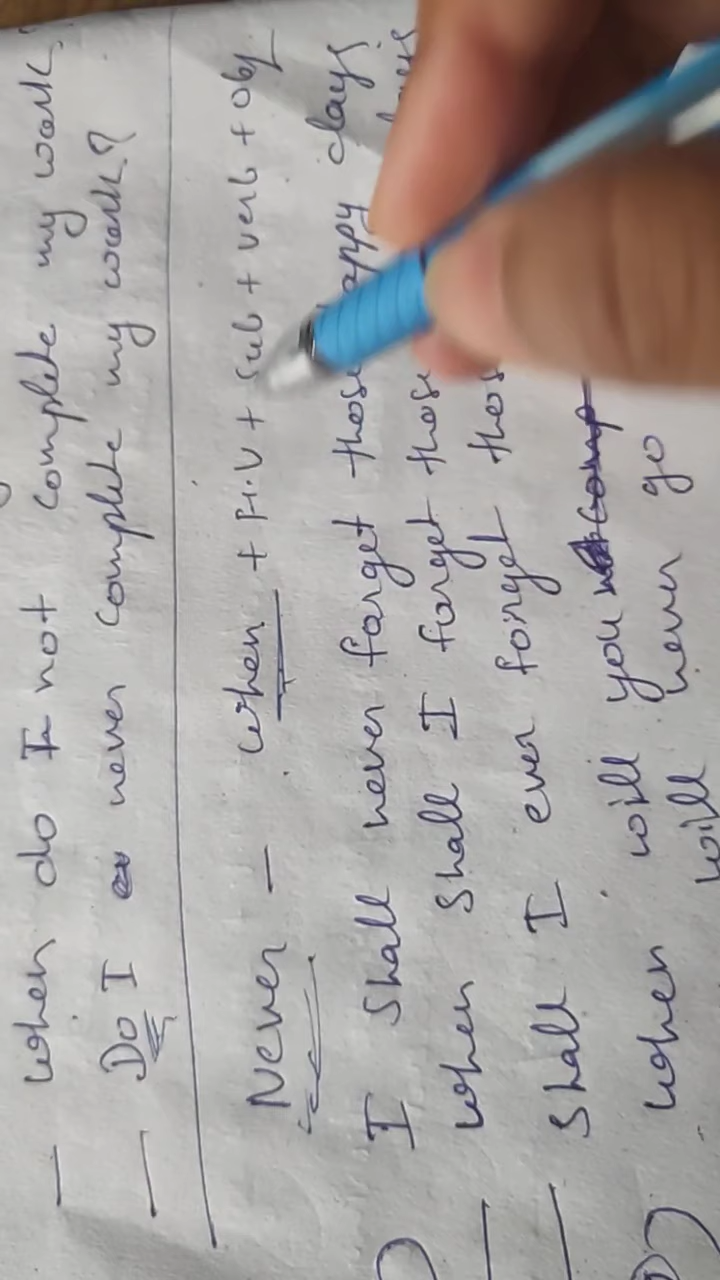 — When do I not complete my work?
— Do I never complete my work?
Never — when + H.V + sub + verb + obj
) I shall never forget those happy days
— When shall I forget those
— Shall I ever forget those
) When will you
will never go